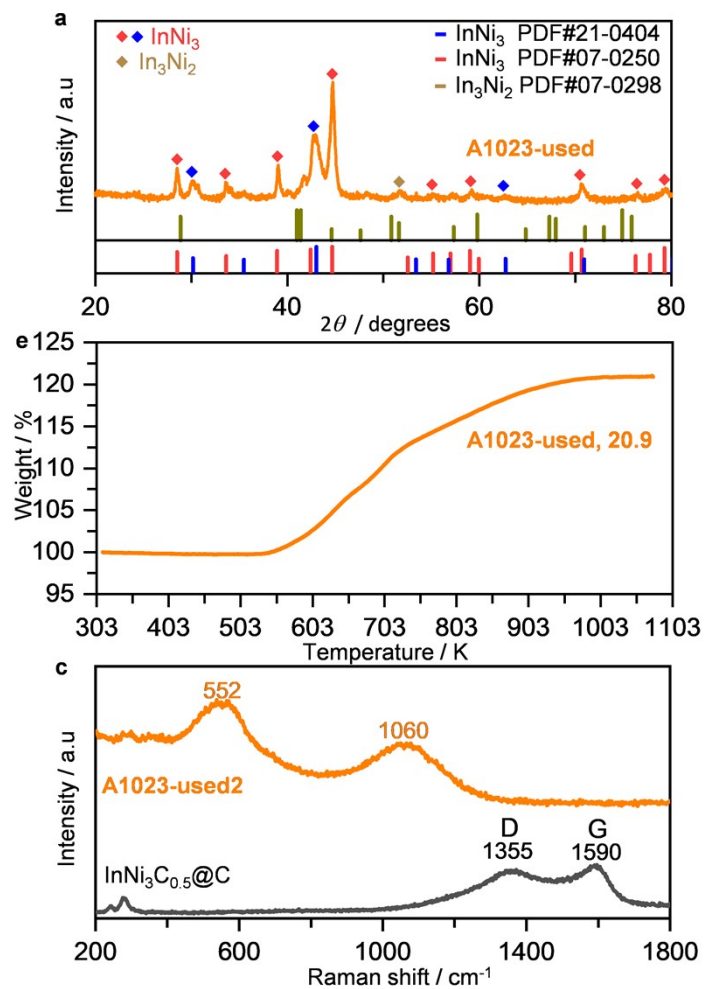 a
InNi₃
In₃Ni₂
InNi₃ PDF#21-0404
InNi₃ PDF#07-0250
In₃Ni₂ PDF#07-0298
A1023-used
Intensity / a.u
20 40 60 80
2θ / degrees
e
125
120
115
110
105
100
95
Weight / %
A1023-used, 20.9
303 403 503 603 703 803 903 1003 1103
Temperature / K
c
552
1060
A1023-used2
Intensity / a.u
D G
1355 1590
InNi₃C₀.₅@C
200 600 1000 1400 1800
Raman shift / cm⁻¹